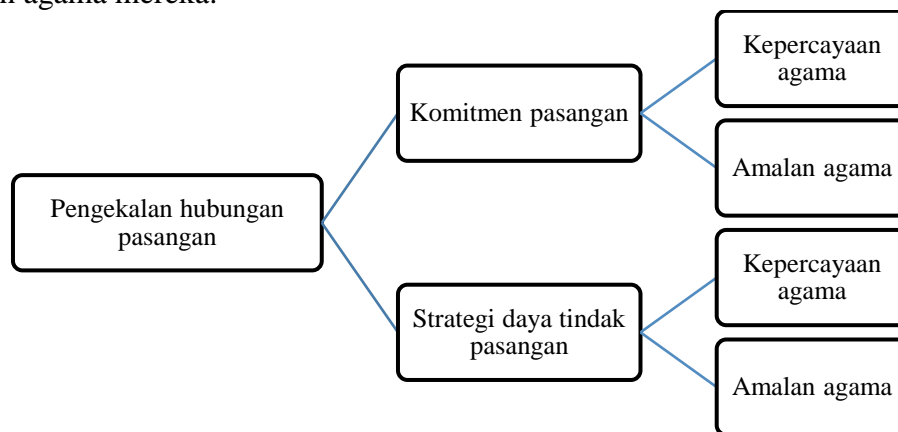 agama mereka.
Kepercayaan
agama
Komitmen pasangan
Amalan agama
Pengekalan hubungan
pasangan
Kepercayaan
agama
Strategi daya tindak
pasangan
Amalan agama